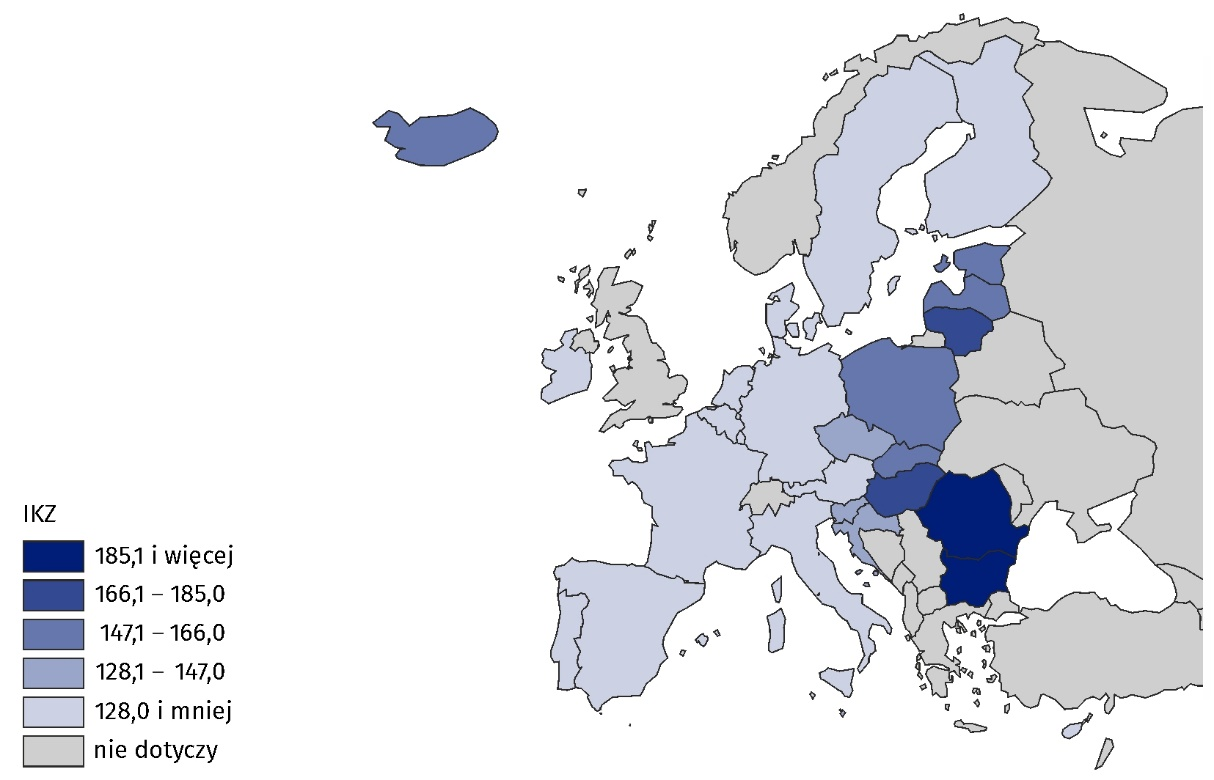 IKZ
185,1 i więcej
166,1 – 185,0
147,1 – 166,0
128,1 – 147,0
128,0 i mniej
nie dotyczy